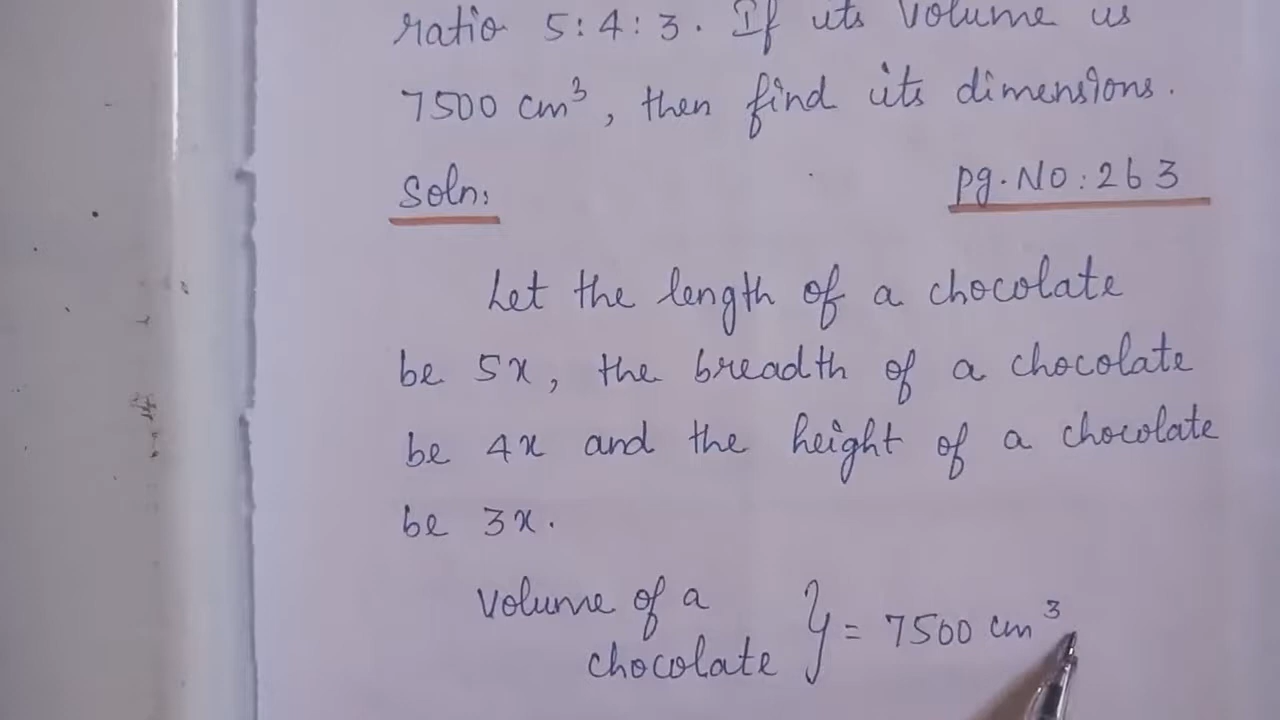 ratio 5:4:3. If its volume is
7500 cm³, then find its dimensions.
Soln:
pg.NO:263
Let the length of a chocolate
be 5x, the breadth of a chocolate
be 4x and the height of a chocolate
be 3x.
Volume of a
chocolate } = 7500 cm³